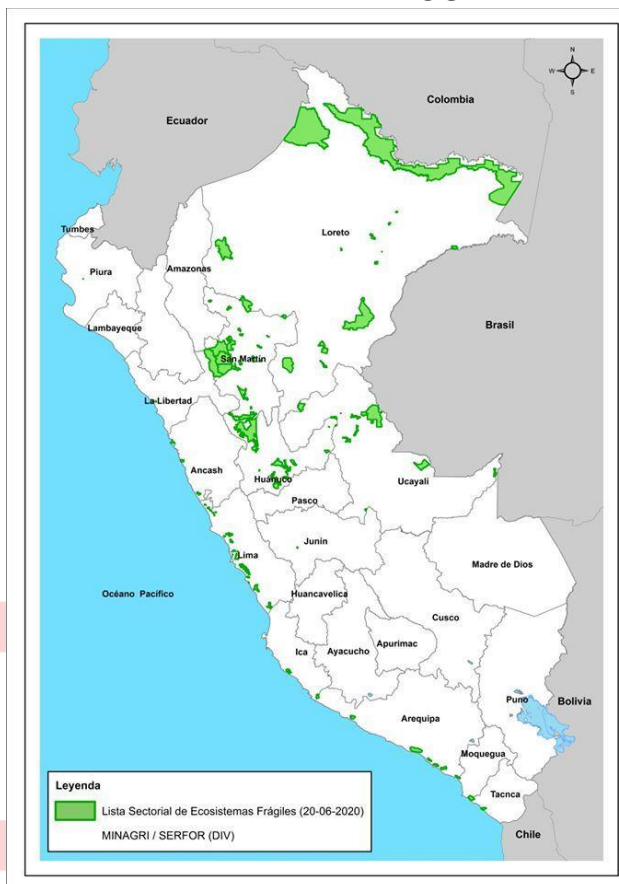 N
W E
S
Colombia
Ecuador
Loreto
Tumbes
Piura
Amazonas
Lambayeque
Brasil
San Martín
La Libertad
Ancash
Huánuco
Ucayali
Pasco
Junín
Lima
Madre de Dios
Océano Pacífico
Huancavelica
Cusco
Ica
Ayacucho
Apurimac
Puno
Bolivia
Arequipa
Moquegua
Tacnca
Chile
Leyenda
Lista Sectorial de Ecosistemas Frágiles (20-06-2020)
MINAGRI / SERFOR (DIV)